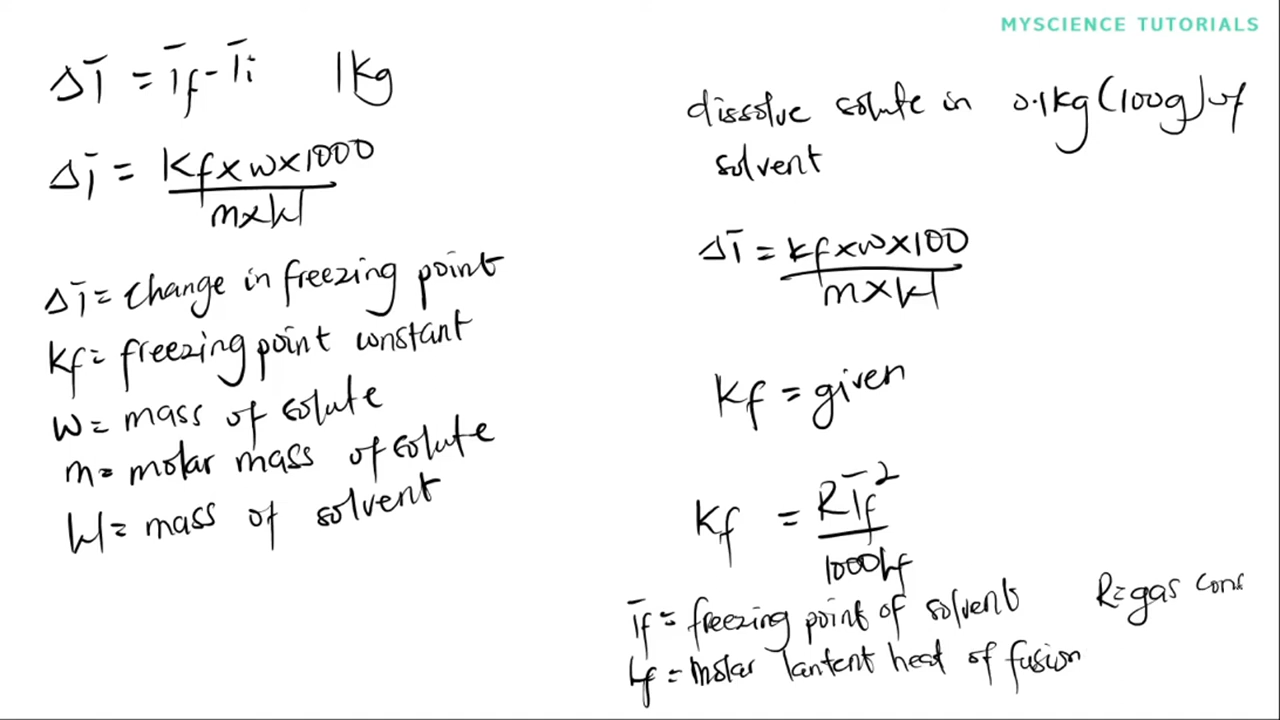 MYSCIENCE TUTORIALS
ΔT = Tf - Ti 1kg
ΔT = Kf x w x 1000
m x W
ΔT = change in freezing point
Kf = freezing point constant
w = mass of solute
m = molar mass of solute
W = mass of solvent
dissolve solute in 0.1kg (100g) of
solvent
ΔT = Kf x w x 100
m x W
Kf = given
Kf = RTf²
1000Lf
Tf = freezing point of solvent R = gas cons
Lf = molar lantent heat of fusion